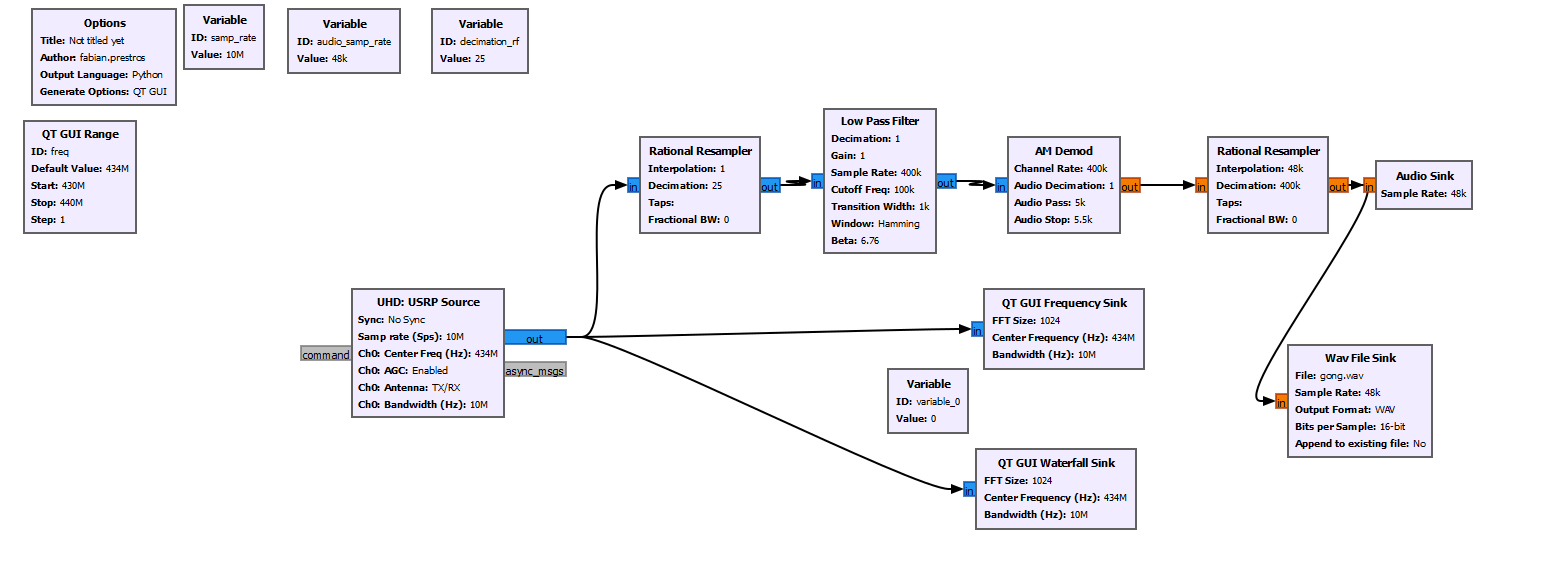 Options
Title: Not titled yet
Author: fabian.prestros
Output Language: Python
Generate Options: QT GUI
Variable
ID: samp_rate
Value: 10M
Variable
ID: audio_samp_rate
Value: 48k
Variable
ID: decimation_rf
Value: 25
QT GUI Range
ID: freq
Default Value: 434M
Start: 430M
Stop: 440M
Step: 1
Rational Resampler
Interpolation: 1
Decimation: 25
Taps:
Fractional BW: 0
in
out
Low Pass Filter
Decimation: 1
Gain: 1
Sample Rate: 400k
Cutoff Freq: 100k
Transition Width: 1k
Window: Hamming
Beta: 6.76
in
out
AM Demod
Channel Rate: 400k
Audio Decimation: 1
Audio Pass: 5k
Audio Stop: 5.5k
in
out
Rational Resampler
Interpolation: 48k
Decimation: 400k
Taps:
Fractional BW: 0
in
out
Audio Sink
Sample Rate: 48k
in
UHD: USRP Source
Sync: No Sync
Samp rate (Sps): 10M
Ch0: Center Freq (Hz): 434M
Ch0: AGC: Enabled
Ch0: Antenna: TX/RX
Ch0: Bandwidth (Hz): 10M
command
out
async_msgs
QT GUI Frequency Sink
FFT Size: 1024
Center Frequency (Hz): 434M
Bandwidth (Hz): 10M
in
Variable
ID: variable_0
Value: 0
Wav File Sink
File: gong.wav
Sample Rate: 48k
Output Format: WAV
Bits per Sample: 16-bit
Append to existing file: No
in
QT GUI Waterfall Sink
FFT Size: 1024
Center Frequency (Hz): 434M
Bandwidth (Hz): 10M
in